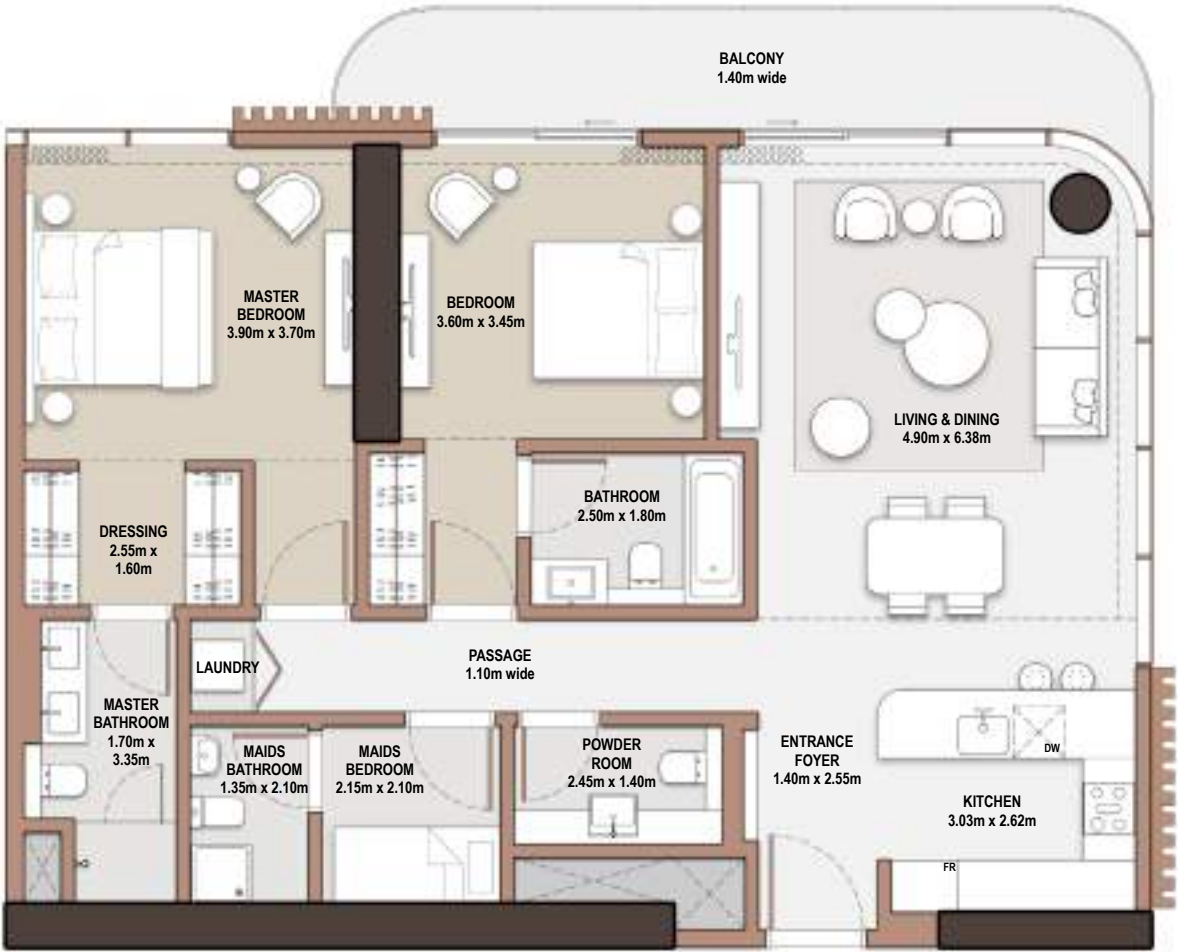 BALCONY
1.40m wide
MASTER
BEDROOM
3.90m x 3.70m
BEDROOM
3.60m x 3.45m
LIVING & DINING
4.90m x 6.38m
BATHROOM
2.50m x 1.80m
DRESSING
2.55m x
1.60m
LAUNDRY
PASSAGE
1.10m wide
MASTER
BATHROOM
1.70m x
3.35m
MAIDS
BATHROOM
1.35m x 2.10m
MAIDS
BEDROOM
2.15m x 2.10m
POWDER
ROOM
2.45m x 1.40m
ENTRANCE
FOYER
1.40m x 2.55m
DW
KITCHEN
3.03m x 2.62m
FR